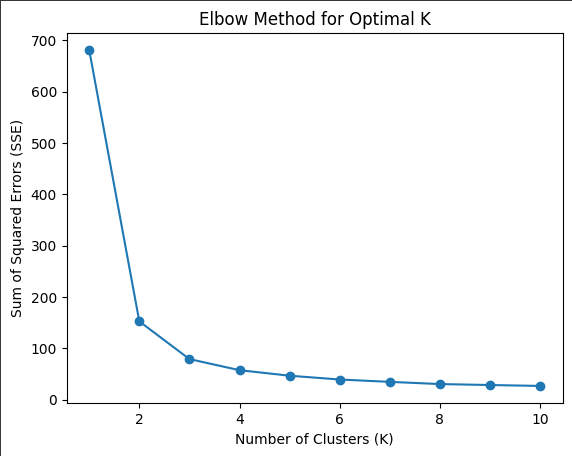 Elbow Method for Optimal K
700
600
500
400
300
200
100
0
Sum of Squared Errors (SSE)
2 4 6 8 10
Number of Clusters (K)